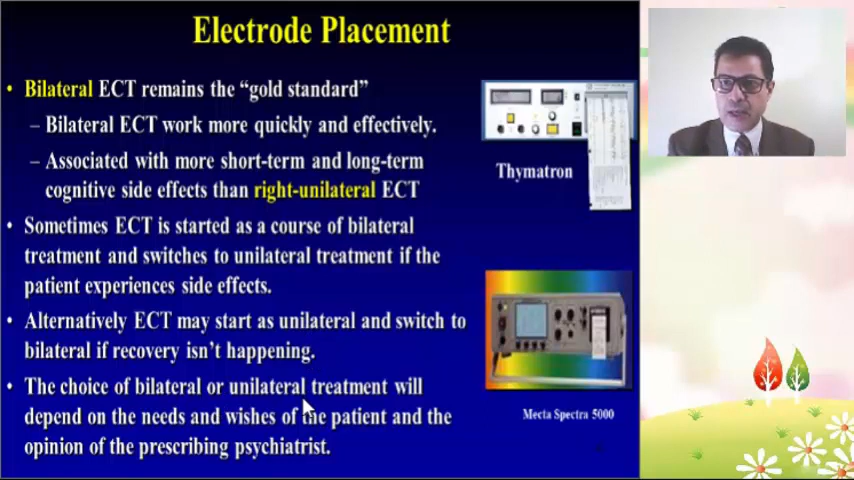 Electrode Placement
• Bilateral ECT remains the “gold standard”
– Bilateral ECT work more quickly and effectively.
– Associated with more short-term and long-term
cognitive side effects than right-unilateral ECT
• Sometimes ECT is started as a course of bilateral
treatment and switches to unilateral treatment if the
patient experiences side effects.
• Alternatively ECT may start as unilateral and switch to
bilateral if recovery isn’t happening.
• The choice of bilateral or unilateral treatment will
depend on the needs and wishes of the patient and the
opinion of the prescribing psychiatrist.
Thymatron
Mecta Spectra 5000